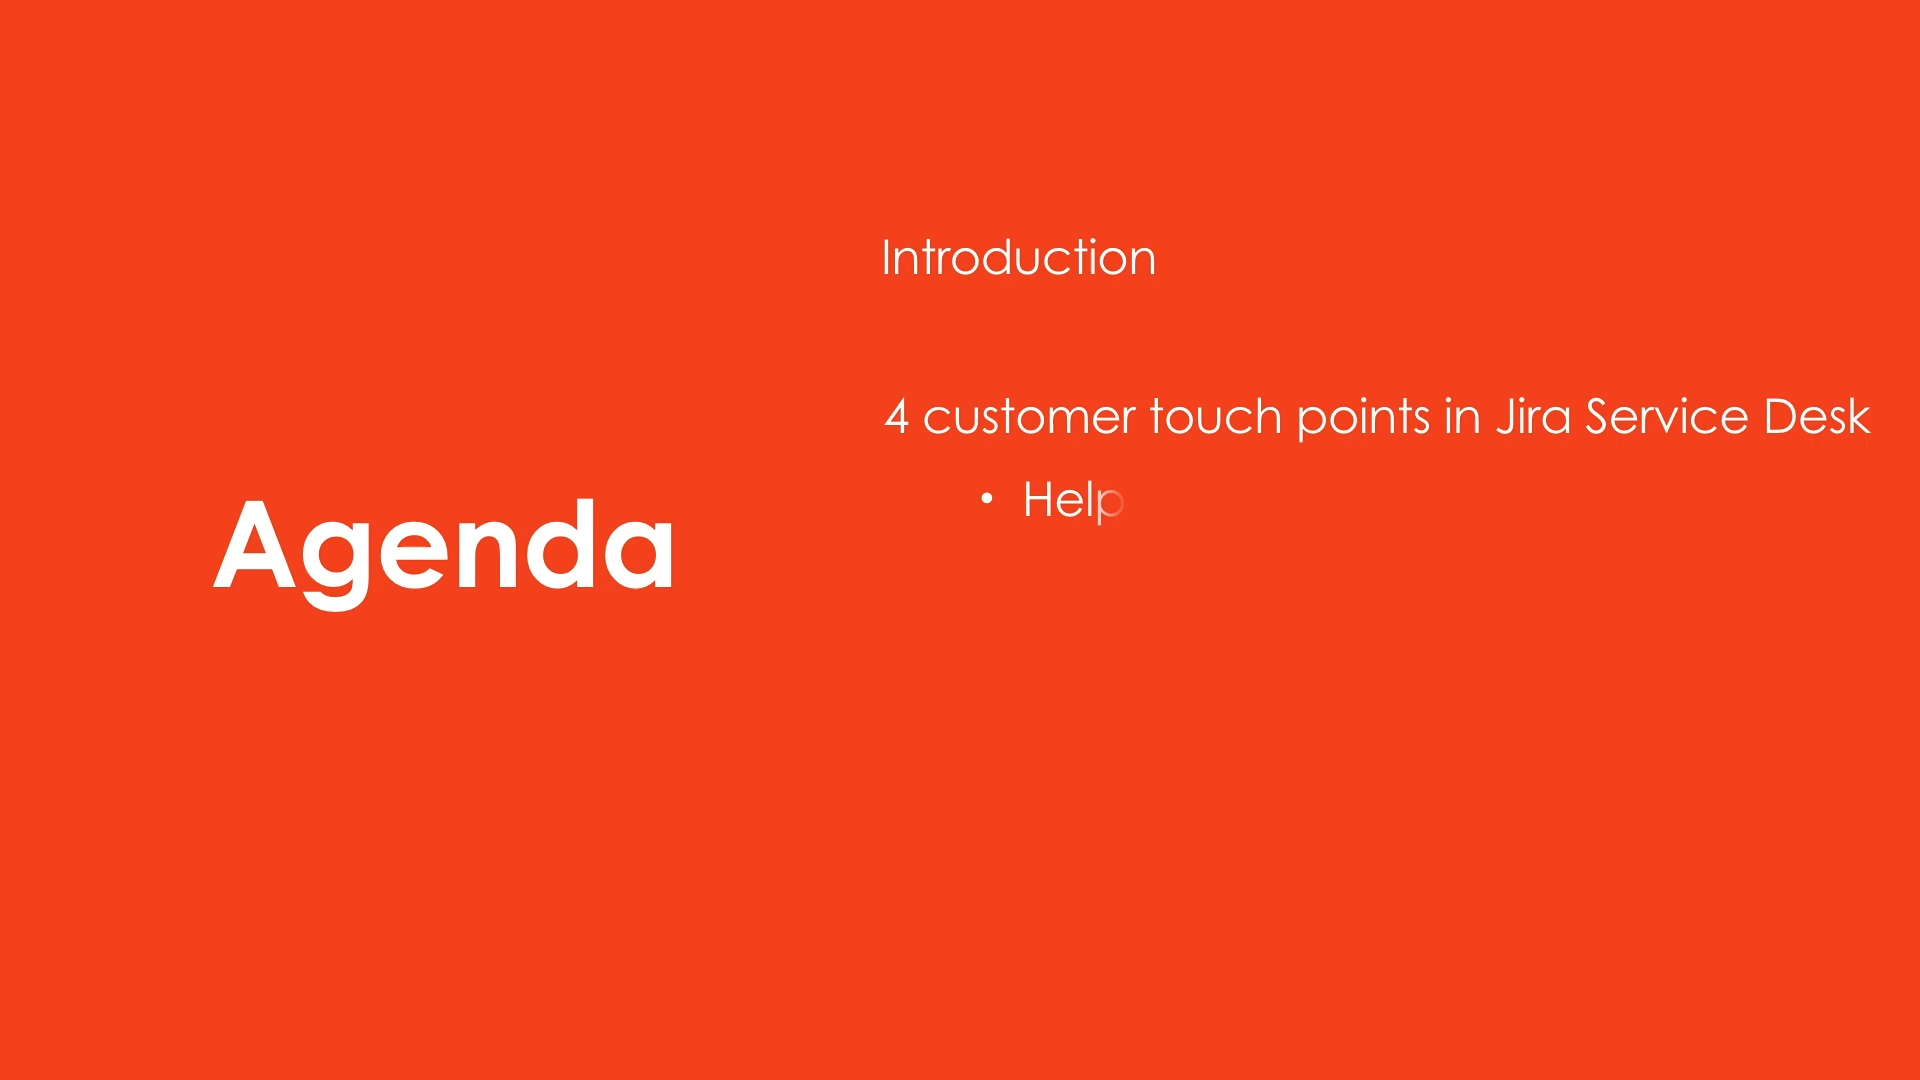 Agenda
Introduction
4 customer touch points in Jira Service Desk
• Help